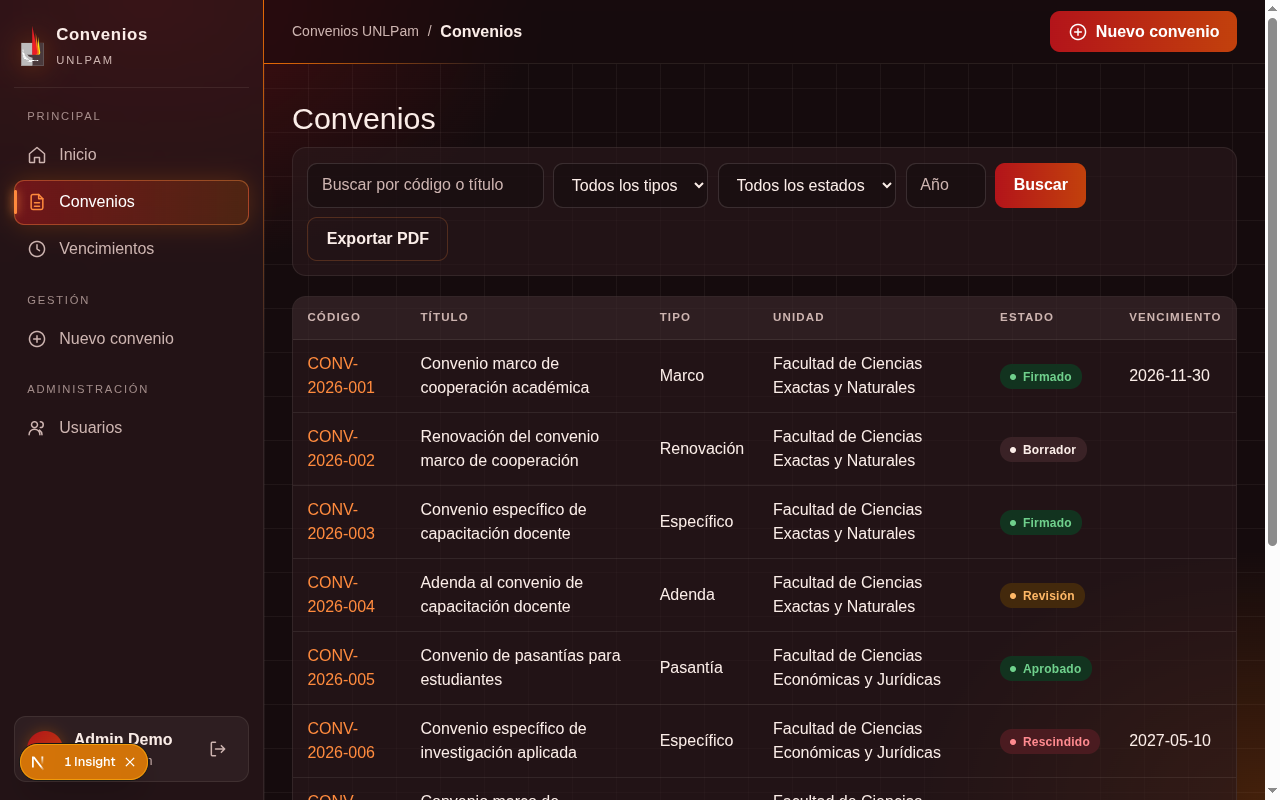 Convenios
UNLPAM
PRINCIPAL
Inicio
Convenios
Vencimientos
GESTIÓN
Nuevo convenio
ADMINISTRACIÓN
Usuarios
Admin Demo
1 Insight
Convenios UNLPam / Convenios
Nuevo convenio
Convenios
Buscar por código o título
Todos los tipos
Todos los estados
Año
Buscar
Exportar PDF
CÓDIGO TÍTULO TIPO UNIDAD ESTADO VENCIMIENTO
CONV-2026-001 Convenio marco de cooperación académica Marco Facultad de Ciencias Exactas y Naturales Firmado 2026-11-30
CONV-2026-002 Renovación del convenio marco de cooperación Renovación Facultad de Ciencias Exactas y Naturales Borrador
CONV-2026-003 Convenio específico de capacitación docente Específico Facultad de Ciencias Exactas y Naturales Firmado
CONV-2026-004 Adenda al convenio de capacitación docente Adenda Facultad de Ciencias Exactas y Naturales Revisión
CONV-2026-005 Convenio de pasantías para estudiantes Pasantía Facultad de Ciencias Económicas y Jurídicas Aprobado
CONV-2026-006 Convenio específico de investigación aplicada Específico Facultad de Ciencias Económicas y Jurídicas Rescindido 2027-05-10